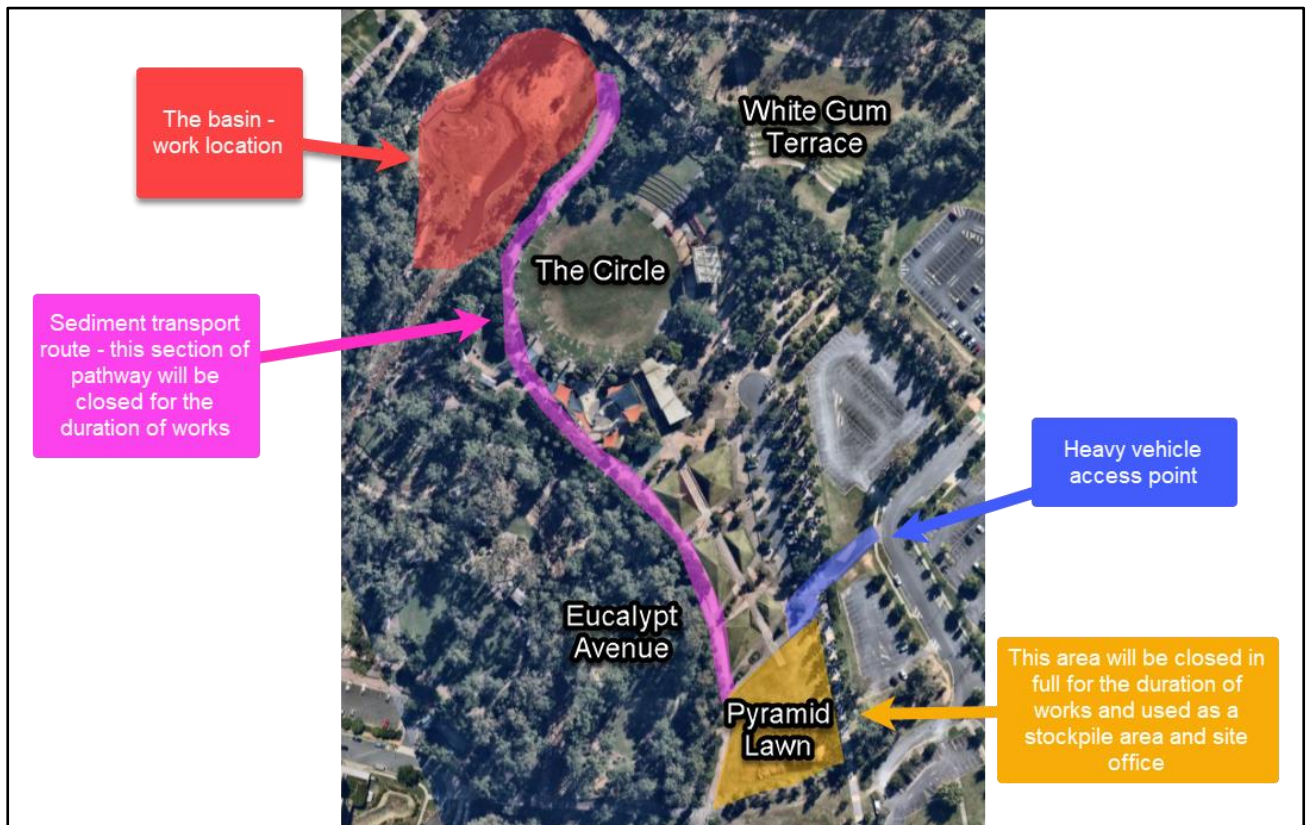 The basin -
work location
White Gum
Terrace
The Circle
Sediment transport
route - this section of
pathway will be
closed for the
duration of works
Heavy vehicle
access point
Eucalypt
Avenue
This area will be closed in
full for the duration of
works and used as a
stockpile area and site
office
Pyramid
Lawn